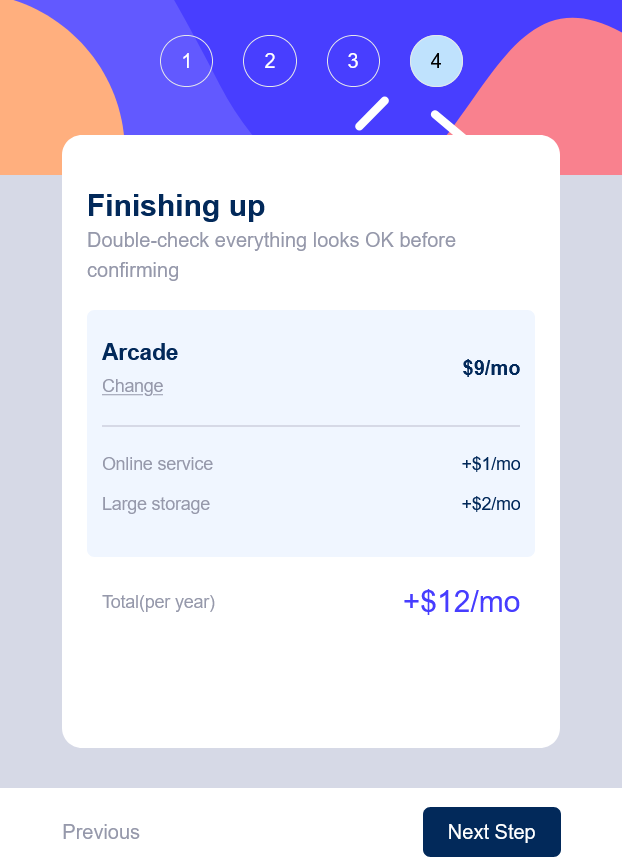 1 2 3 4
Finishing up
Double-check everything looks OK before
confirming
Arcade
$9/mo
Change
Online service +$1/mo
Large storage +$2/mo
Total(per year) +$12/mo
Previous Next Step